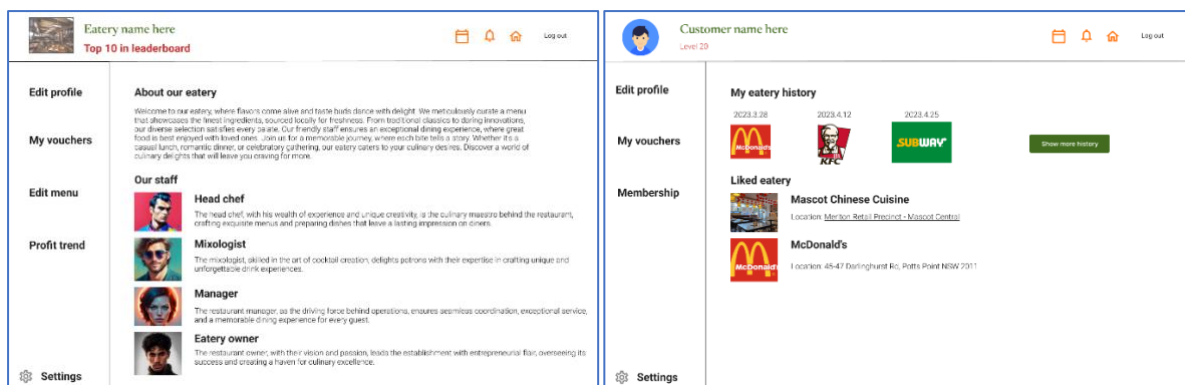 Eatery name here
Top 10 in leaderboard
Log out
Edit profile
My vouchers
Edit menu
Profit trend
Settings
About our eatery
Welcome to our eatery, where flavors come alive and taste buds dance with delight. We meticulously curate a menu
that showcases the finest ingredients, sourced locally for freshness. From traditional classics to daring innovations,
our diverse selection satisfies every palate. Our friendly staff ensures an exceptional dining experience, where great
food is best enjoyed with loved ones. Join us for a memorable journey, where each bite tells a story. Whether it's a
casual lunch, romantic dinner, or celebratory gathering, our eatery caters to your culinary desires. Discover a world of
culinary delights that will leave you craving for more.
Our staff
Head chef
The head chef, with his wealth of experience and unique creativity, is the culinary maestro behind the restaurant,
crafting exquisite menus and preparing dishes that leave a lasting impression on diners.
Mixologist
The mixologist, skilled in the art of cocktail creation, delights patrons with their expertise in crafting unique and
unforgettable drink experiences.
Manager
The restaurant manager, as the driving force behind operations, ensures seamless coordination, exceptional service,
and a memorable dining experience for every guest.
Eatery owner
The restaurant owner, with their vision and passion, leads the establishment with entrepreneurial flair, overseeing its
success and creating a haven for culinary excellence.
Customer name here
Level 20
Log out
Edit profile
My vouchers
Membership
Settings
My eatery history
2023.3.28
2023.4.12
2023.4.25
McDonald's
KFC
SUBWAY
Show more history
Liked eatery
Mascot Chinese Cuisine
Location: Meriton Retail Precinct - Mascot Central
McDonald's
McDonald's
Location: 45-47 Darlinghurst Rd, Potts Point NSW 2011